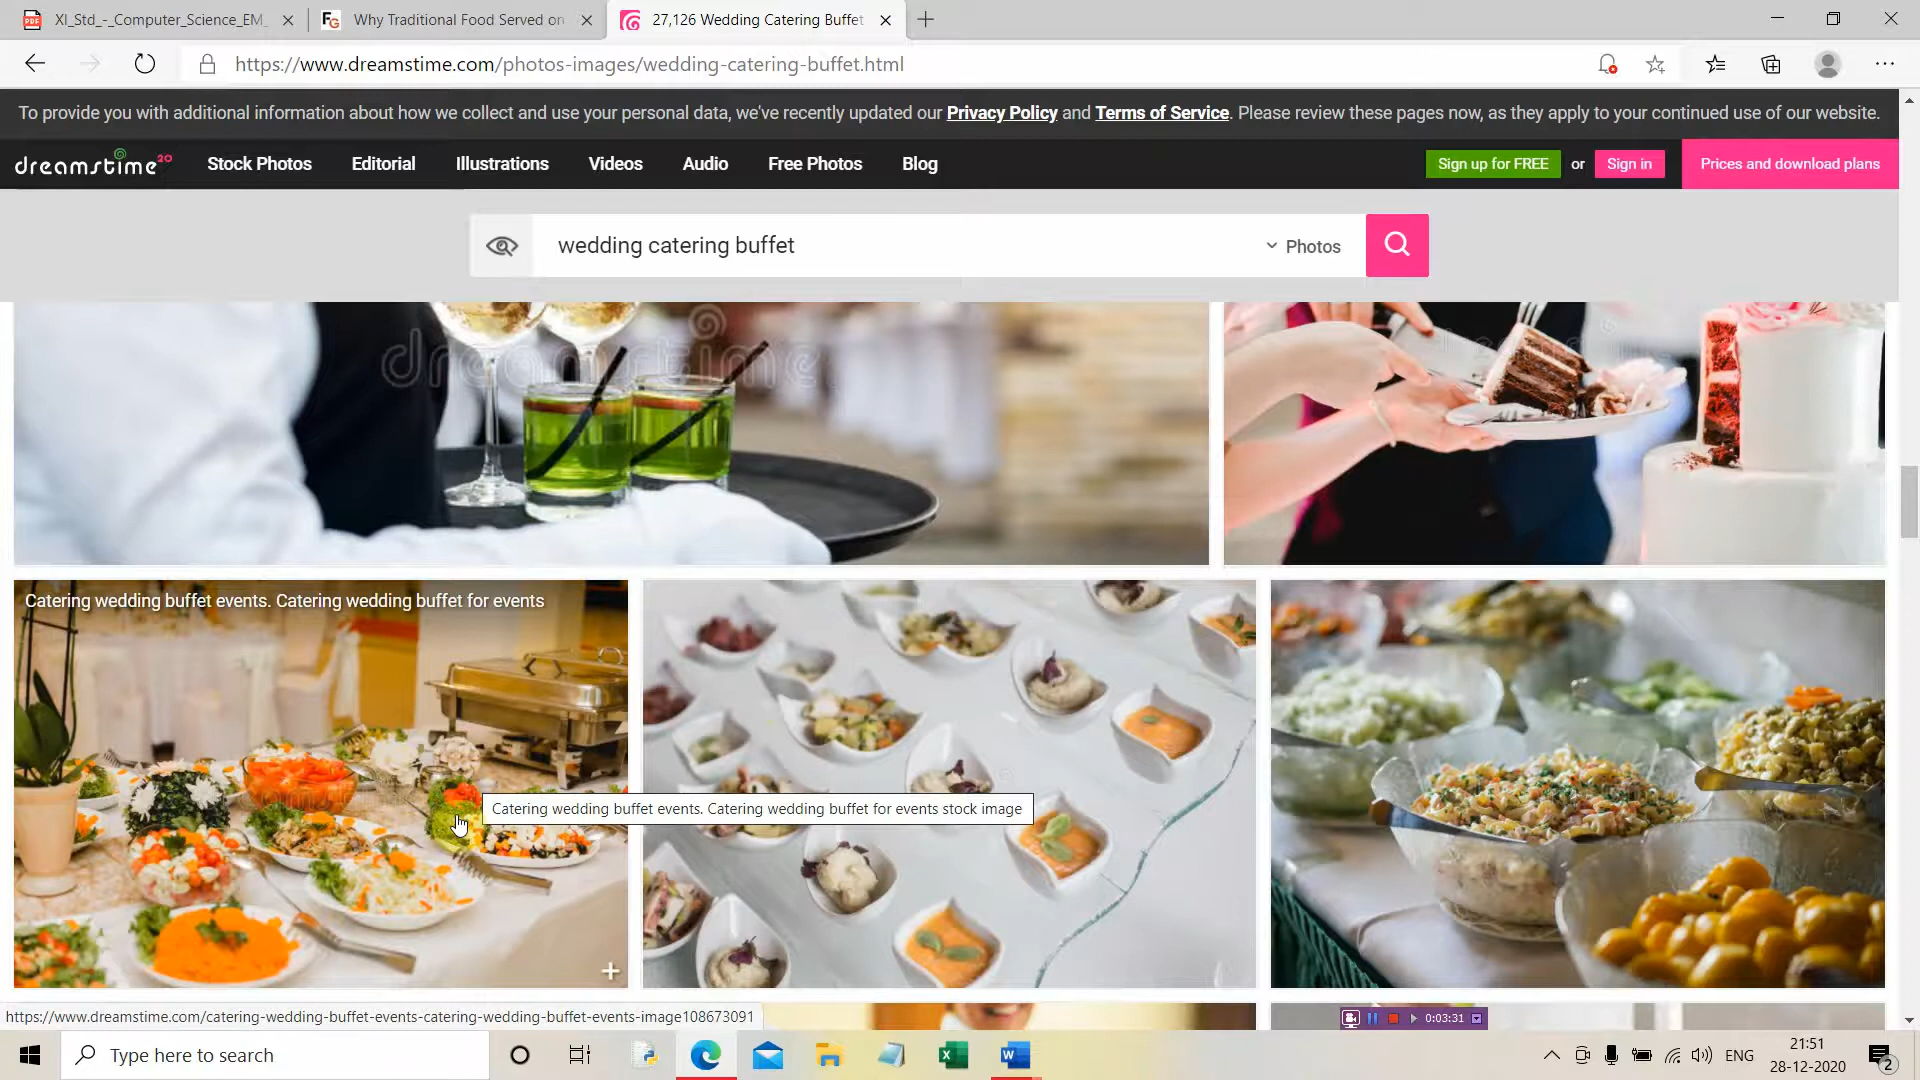 XI_Std_-_Computer_Science_EM_
Why Traditional Food Served on
27,126 Wedding Catering Buffet
https://www.dreamstime.com/photos-images/wedding-catering-buffet.html
To provide you with additional information about how we collect and use your personal data, we've recently updated our Privacy Policy and Terms of Service. Please review these pages now, as they apply to your continued use of our website.
dreamstime20 Stock Photos Editorial Illustrations Videos Audio Free Photos Blog Sign up for FREE or Sign in Prices and download plans
wedding catering buffet Photos
dreamstime
Catering wedding buffet events. Catering wedding buffet for events
Catering wedding buffet events. Catering wedding buffet for events stock image
https://www.dreamstime.com/catering-wedding-buffet-events-catering-wedding-buffet-events-image108673091
0:03:31
Type here to search
ENG
21:51
28-12-2020
2